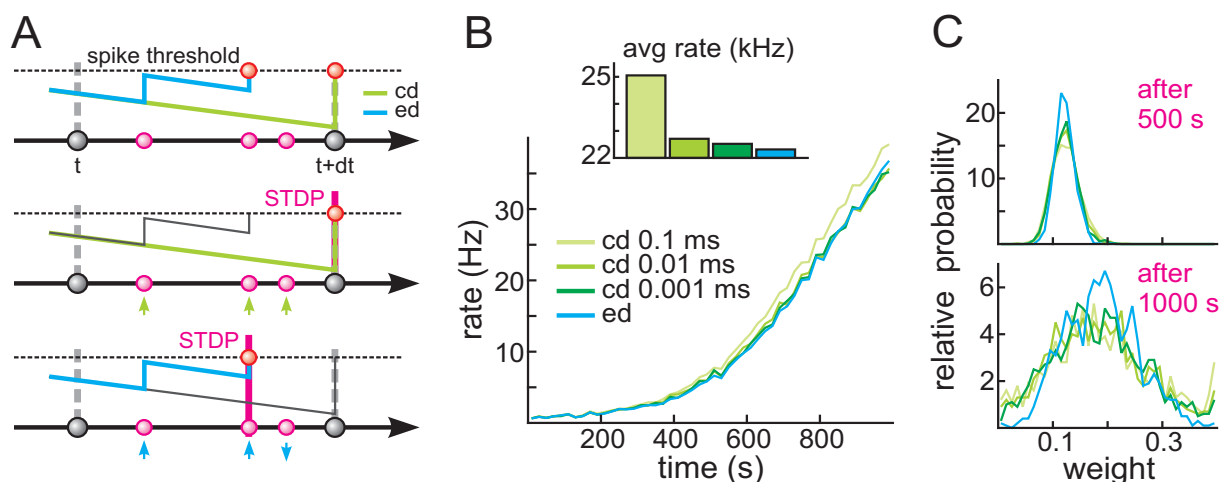 A
spike threshold
cd
ed
t
t+dt
STDP
STDP
B
avg rate (kHz)
25
22
rate (Hz)
30
20
10
cd 0.1 ms
cd 0.01 ms
cd 0.001 ms
ed
200
400
600
800
time (s)
C
relative probability
after
500 s
20
10
after
1000 s
6
4
2
0.1
0.3
weight